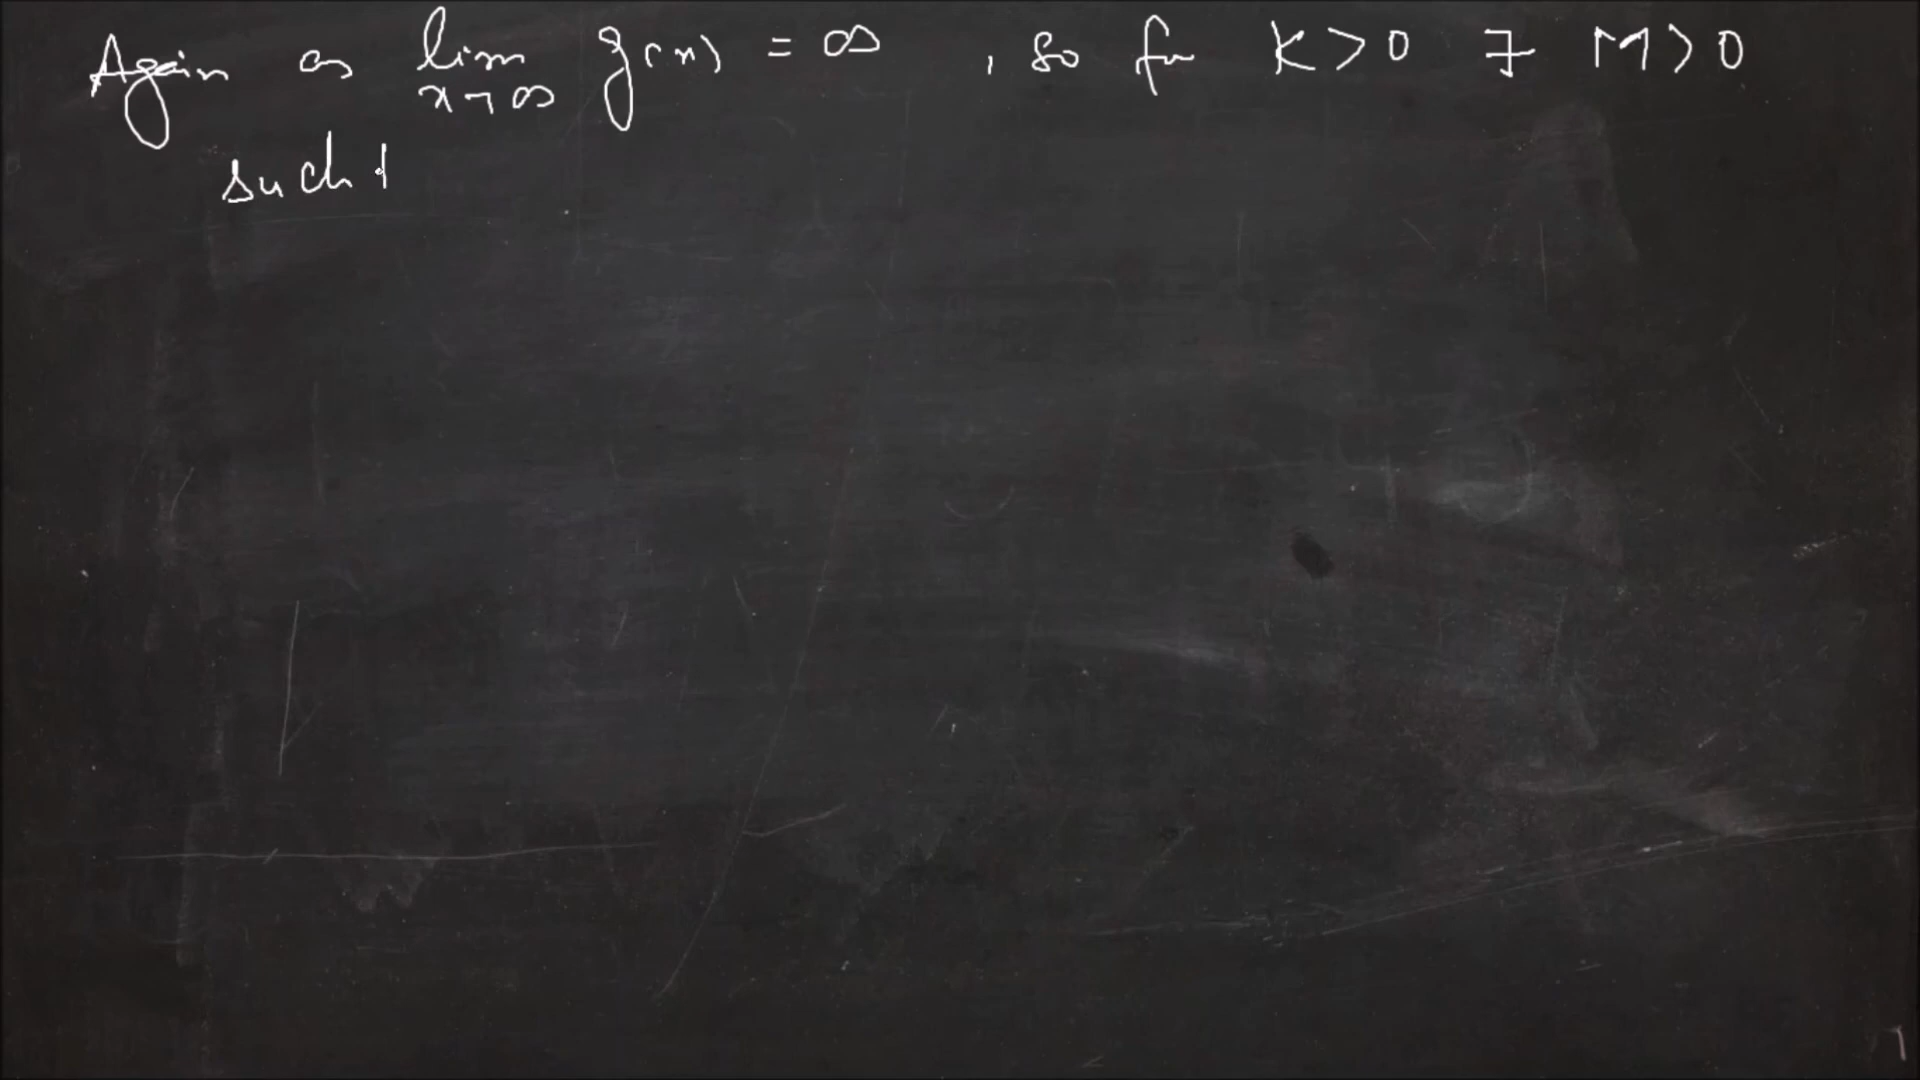 Again as lim x→∞ g(x) = ∞ , so for K>0 ∃ M>0
such t